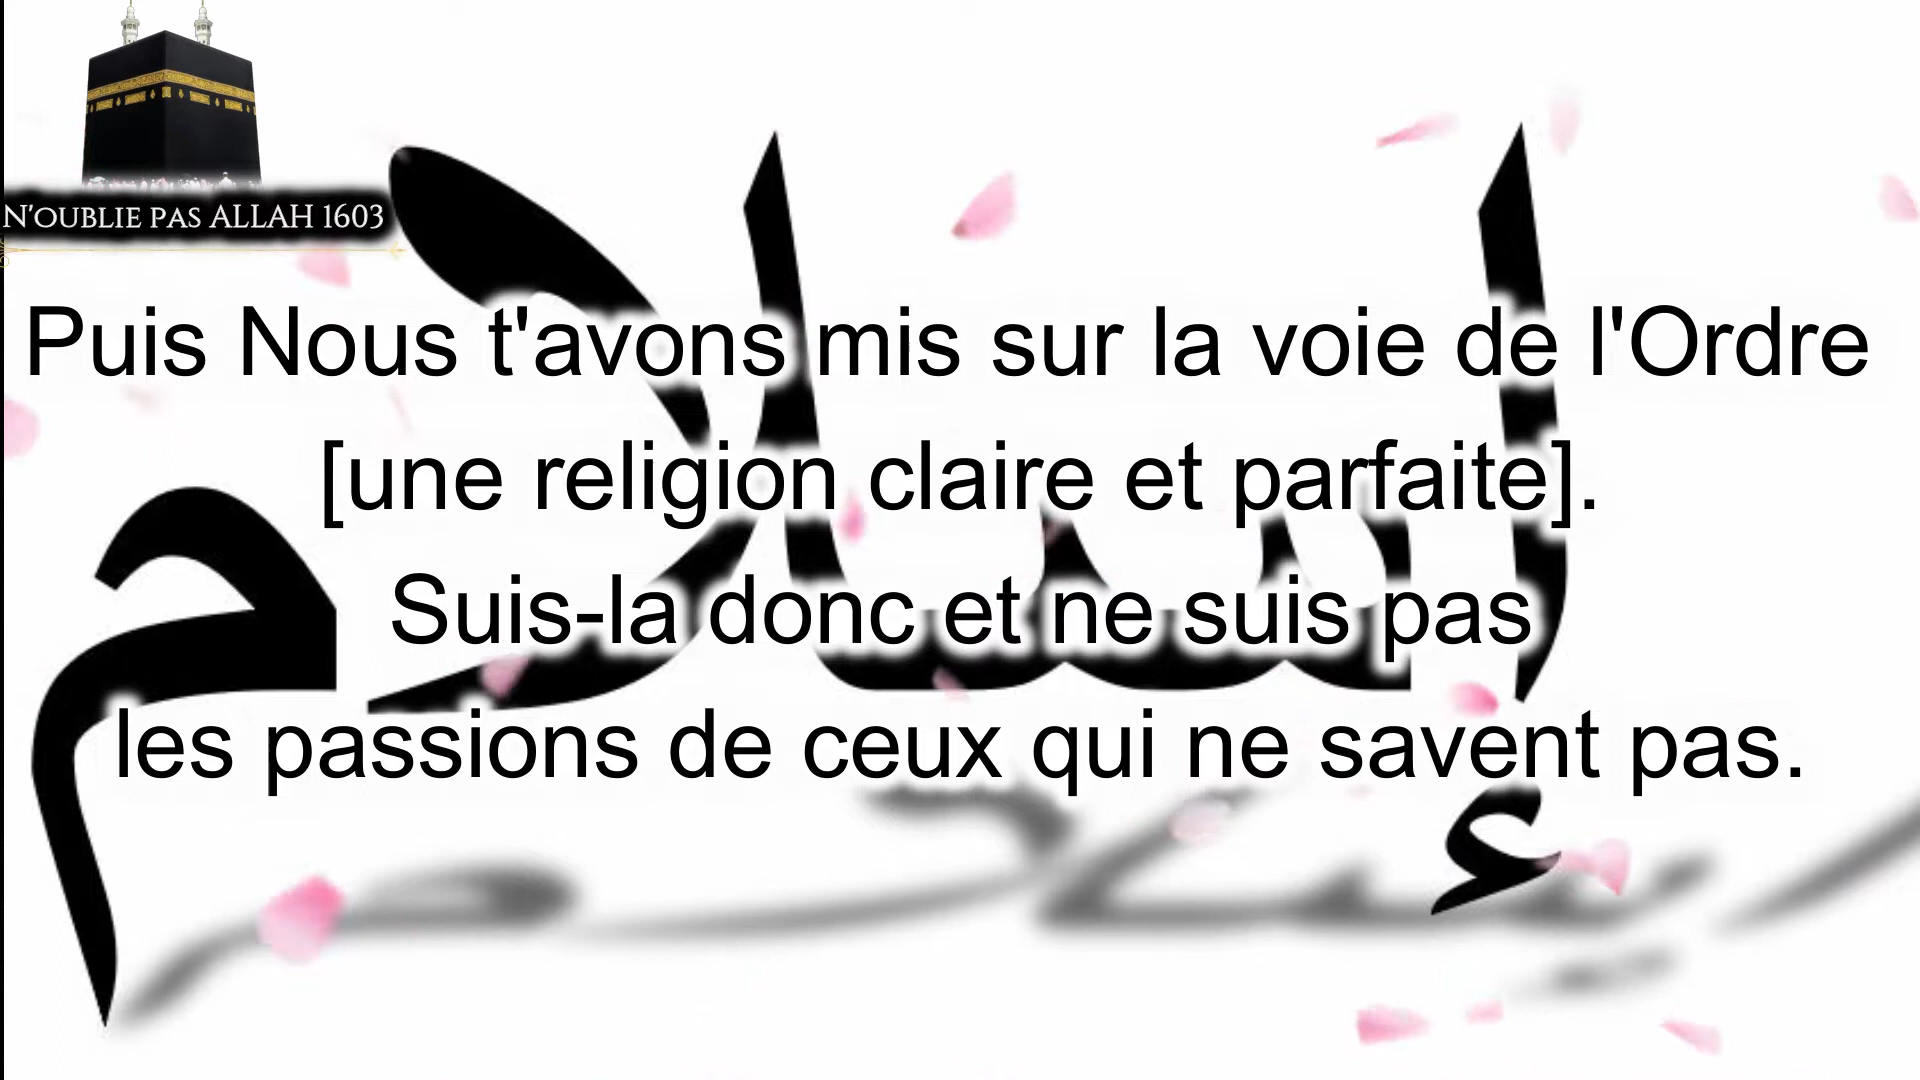 N'OUBLIE PAS ALLAH 1603
إسلام
Puis Nous t'avons mis sur la voie de l'Ordre
[une religion claire et parfaite].
Suis-la donc et ne suis pas
les passions de ceux qui ne savent pas.